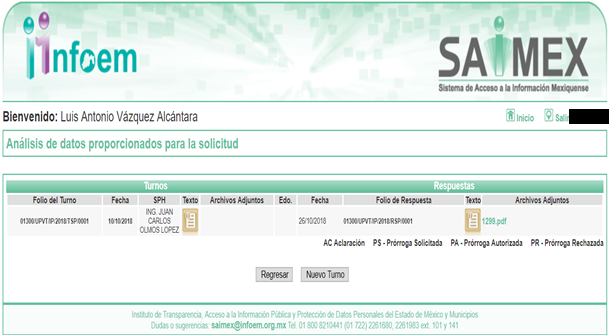 infoem
SAIMEX
Sistema de Acceso a la Información Mexiquense
Bienvenido: Luis Antonio Vázquez Alcántara
Inicio Salir
Análisis de datos proporcionados para la solicitud
Turnos Respuestas
Folio del Turno Fecha SPH Texto Archivos Adjuntos Edo. Fecha Folio de Respuesta Texto Archivos Adjuntos
01300/UPVT/IP/2018/TSP/0001 10/10/2018 ING. JUAN CARLOS OLMOS LOPEZ 26/10/2018 01300/UPVT/IP/2018/RSP/0001 1299.pdf
AC Aclaración PS - Prórroga Solicitada PA - Prórroga Autorizada PR - Prórroga Rechazada
Regresar Nuevo Turno
Instituto de Transparencia, Acceso a la Información Pública y Protección de Datos Personales del Estado de México y Municipios
Dudas o sugerencias: saimex@infoem.org.mx Tel. 01 800 8210441 (01 722) 2261680, 2261983 ext. 101 y 141